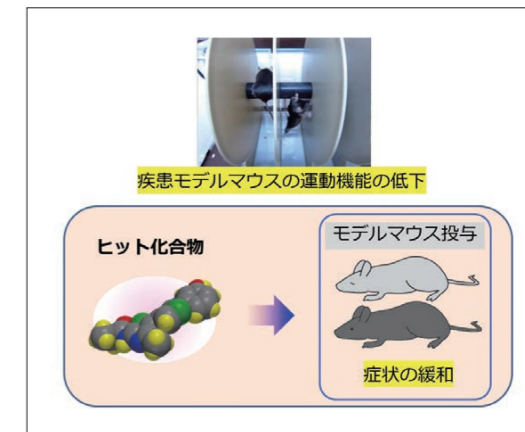 疾患モデルマウスの運動機能の低下
ヒット化合物
モデルマウス投与
症状の緩和